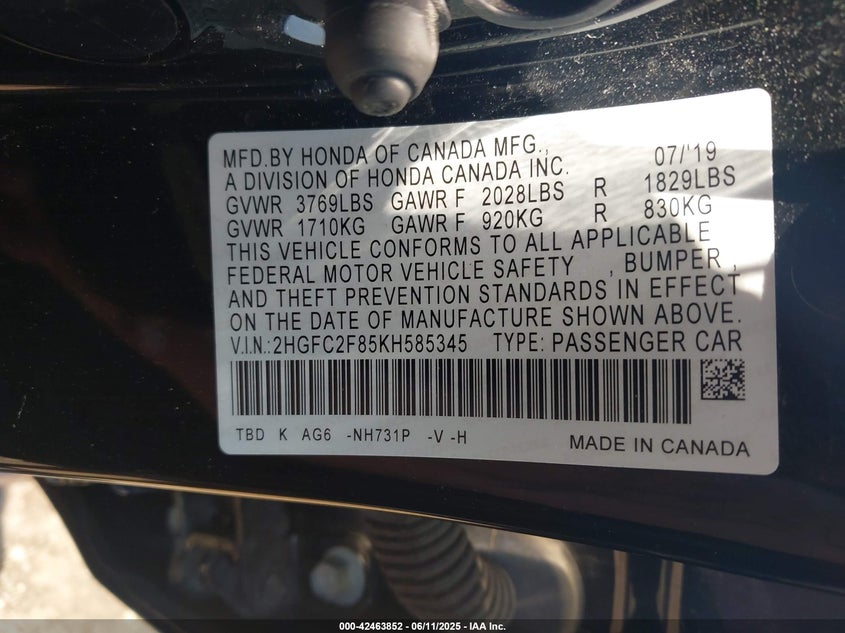 MFD.BY HONDA OF CANADA MFG., 07/'19
A DIVISION OF HONDA CANADA INC.
GVWR 3769LBS GAWR F 2028LBS R 1829LBS
GVWR 1710KG GAWR F 920KG R 830KG
THIS VEHICLE CONFORMS TO ALL APPLICABLE
FEDERAL MOTOR VEHICLE SAFETY , BUMPER ,
AND THEFT PREVENTION STANDARDS IN EFFECT
ON THE DATE OF MANUFACTURE SHOWN ABOVE.
V.I.N.:2HGFC2F85KH585345 TYPE: PASSENGER CAR
TBD K AG6 -NH731P -V -H MADE IN CANADA
000-42463852 - 06/11/2025 - IAA Inc.